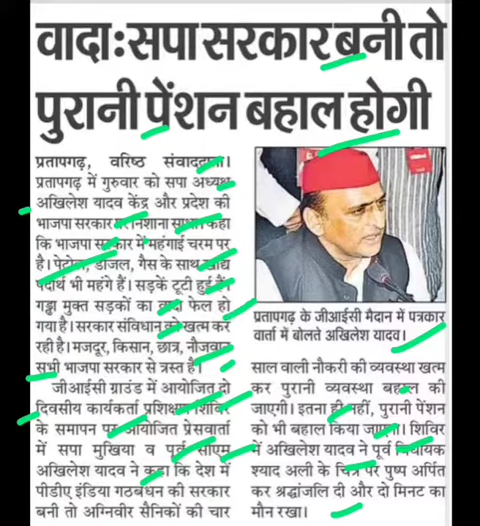 वादा:सपा सरकार बनी तो
पुरानी पेंशन बहाल होगी
प्रतापगढ़, वरिष्ठ संवाददाता।
प्रतापगढ़ में गुरुवार को सपा अध्यक्ष
अखिलेश यादव केंद्र और प्रदेश की
भाजपा सरकार पर निशाना साधा। कहा
कि भाजपा सरकार में महंगाई चरम पर
है। पेट्रोल, डीजल, गैस के साथ खाद्य
पदार्थ भी महंगे हैं। सड़कें टूटी हुई हैं।
गड्ढा मुक्त सड़कों का वादा फेल हो
गया है। सरकार संविधान को खत्म कर
रही है। मजदूर, किसान, छात्र, नौजवान
सभी भाजपा सरकार से त्रस्त है।
जीआईसी ग्राउंड में आयोजित दो
दिवसीय कार्यकर्ता प्रशिक्षण शिविर
के समापन पर आयोजित प्रेसवार्ता
में सपा मुखिया व पूर्व सीएम
अखिलेश यादव ने कहा कि देश में
पीडीए इंडिया गठबंधन की सरकार
बनी तो अग्निवीर सैनिकों की चार
प्रतापगढ़ के जीआईसी मैदान में पत्रकार
वार्ता में बोलते अखिलेश यादव।
साल वाली नौकरी की व्यवस्था खत्म
कर पुरानी व्यवस्था बहाल की
जाएगी। इतना ही नहीं, पुरानी पेंशन
को भी बहाल किया जाएगा। शिविर
में अखिलेश यादव ने पूर्व विधायक
श्याद अली के चित्र पर पुष्प अर्पित
कर श्रद्धांजलि दी और दो मिनट का
मौन रखा।